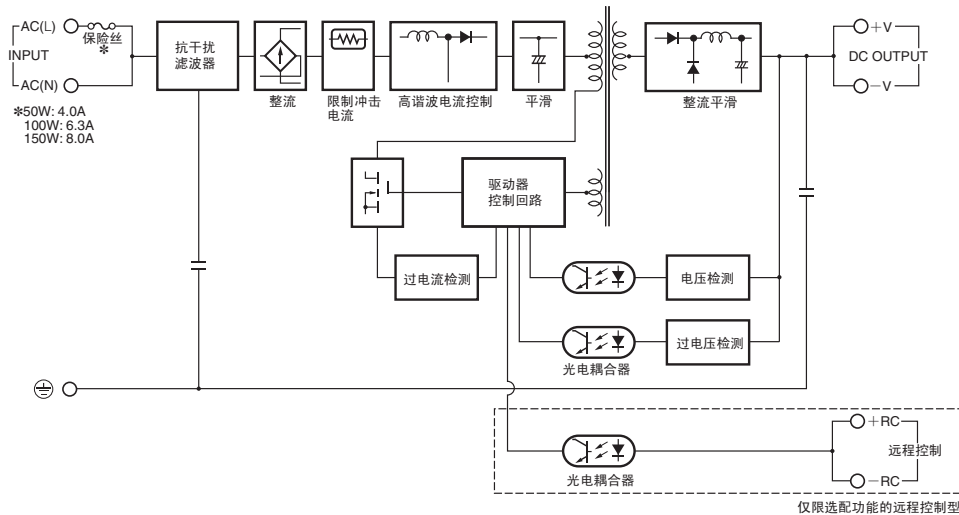 AC(L)
保险丝
✻
INPUT
AC(N)
✻50W: 4.0A
100W: 6.3A
150W: 8.0A
抗干扰
滤波器
整流
限制冲击
电流
高谐波电流控制
平滑
整流平滑
+V
DC OUTPUT
−V
驱动器
控制回路
过电流检测
电压检测
过电压检测
光电耦合器
+RC
远程控制
−RC
光电耦合器
仅限选配功能的远程控制型